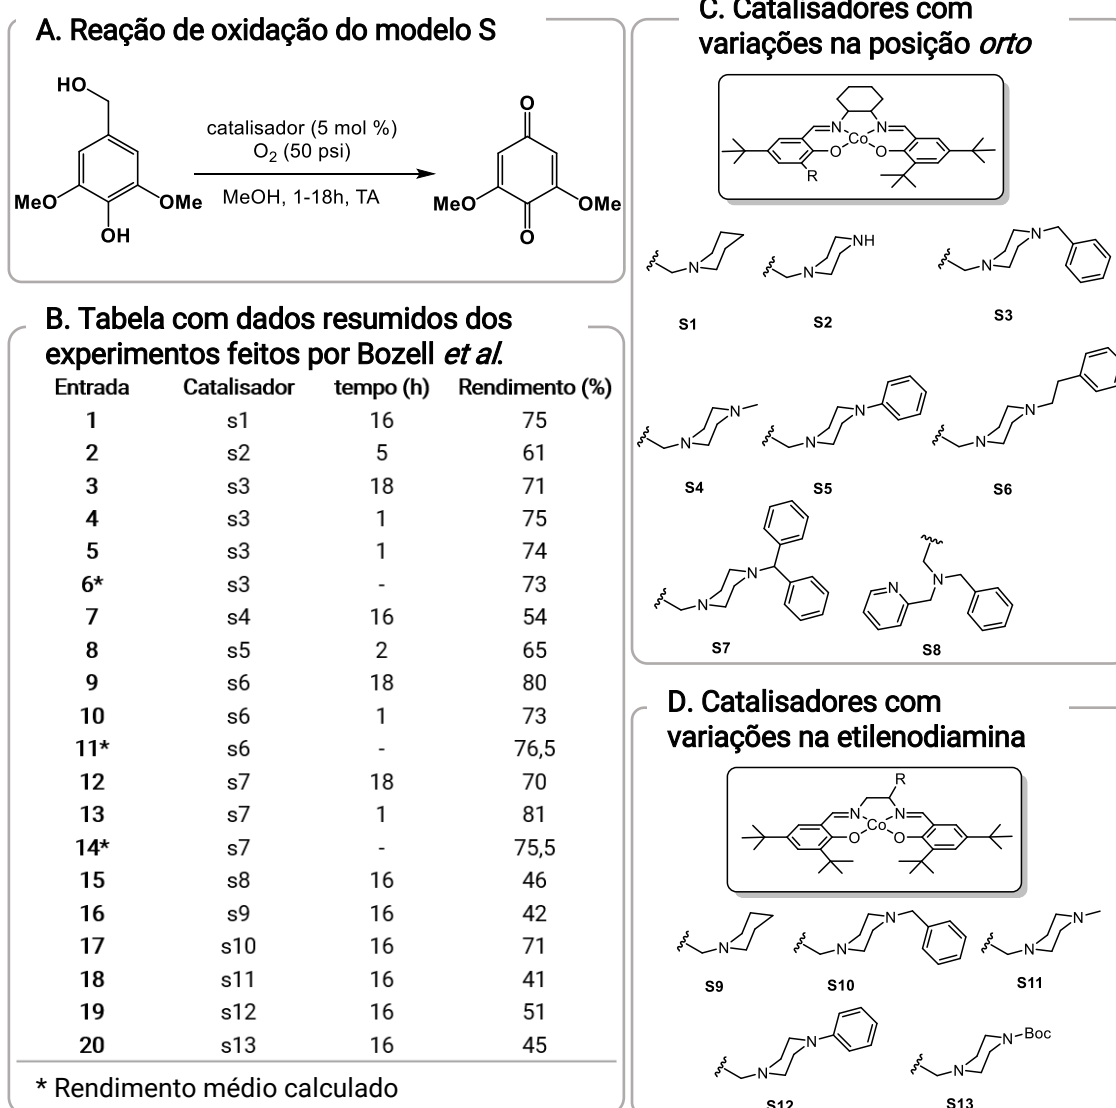 A. Reação de oxidação do modelo S
HO
MeO
OMe
OH
catalisador (5 mol %)
O2 (50 psi)
MeOH, 1-18h, TA
O
MeO
OMe
O
B. Tabela com dados resumidos dos
experimentos feitos por Bozell et al.
Entrada Catalisador tempo (h) Rendimento (%)
1 s1 16 75
2 s2 5 61
3 s3 18 71
4 s3 1 75
5 s3 1 74
6* s3 - 73
7 s4 16 54
8 s5 2 65
9 s6 18 80
10 s6 1 73
11* s6 - 76,5
12 s7 18 70
13 s7 1 81
14* s7 - 75,5
15 s8 16 46
16 s9 16 42
17 s10 16 71
18 s11 16 41
19 s12 16 51
20 s13 16 45
* Rendimento médio calculado
C. Catalisadores com
variações na posição orto
N N
Co
O O
R
N
NH
N
N
N
S1 S2 S3
N
N
N
N
N
N
S4 S5 S6
N
N
N
N
S7 S8
D. Catalisadores com
variações na etilenodiamina
R
N N
Co
O O
N
N
N
N
N
S9 S10 S11
N
N
N
N
Boc
S12 S13